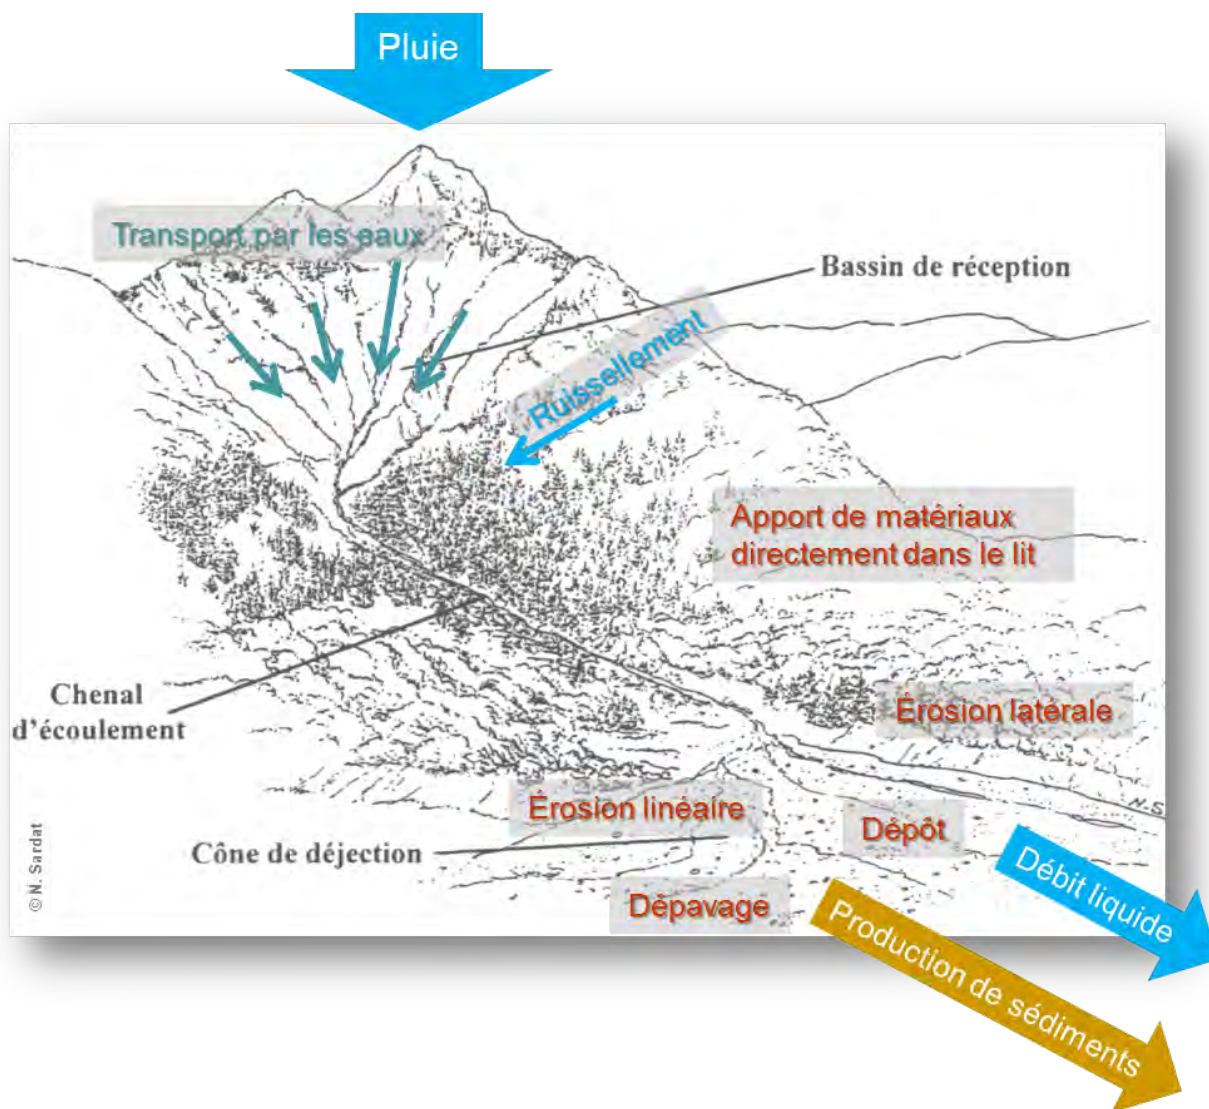 Pluie
Transport par les eaux
Bassin de réception
Ruissellement
Apport de matériaux
directement dans le lit
Chenal
d'écoulement
Érosion latérale
Érosion linéaire
N.S
Dépôt
Cône de déjection
© N. Sardat
Débit liquide
Dépavage
Production de sédiments